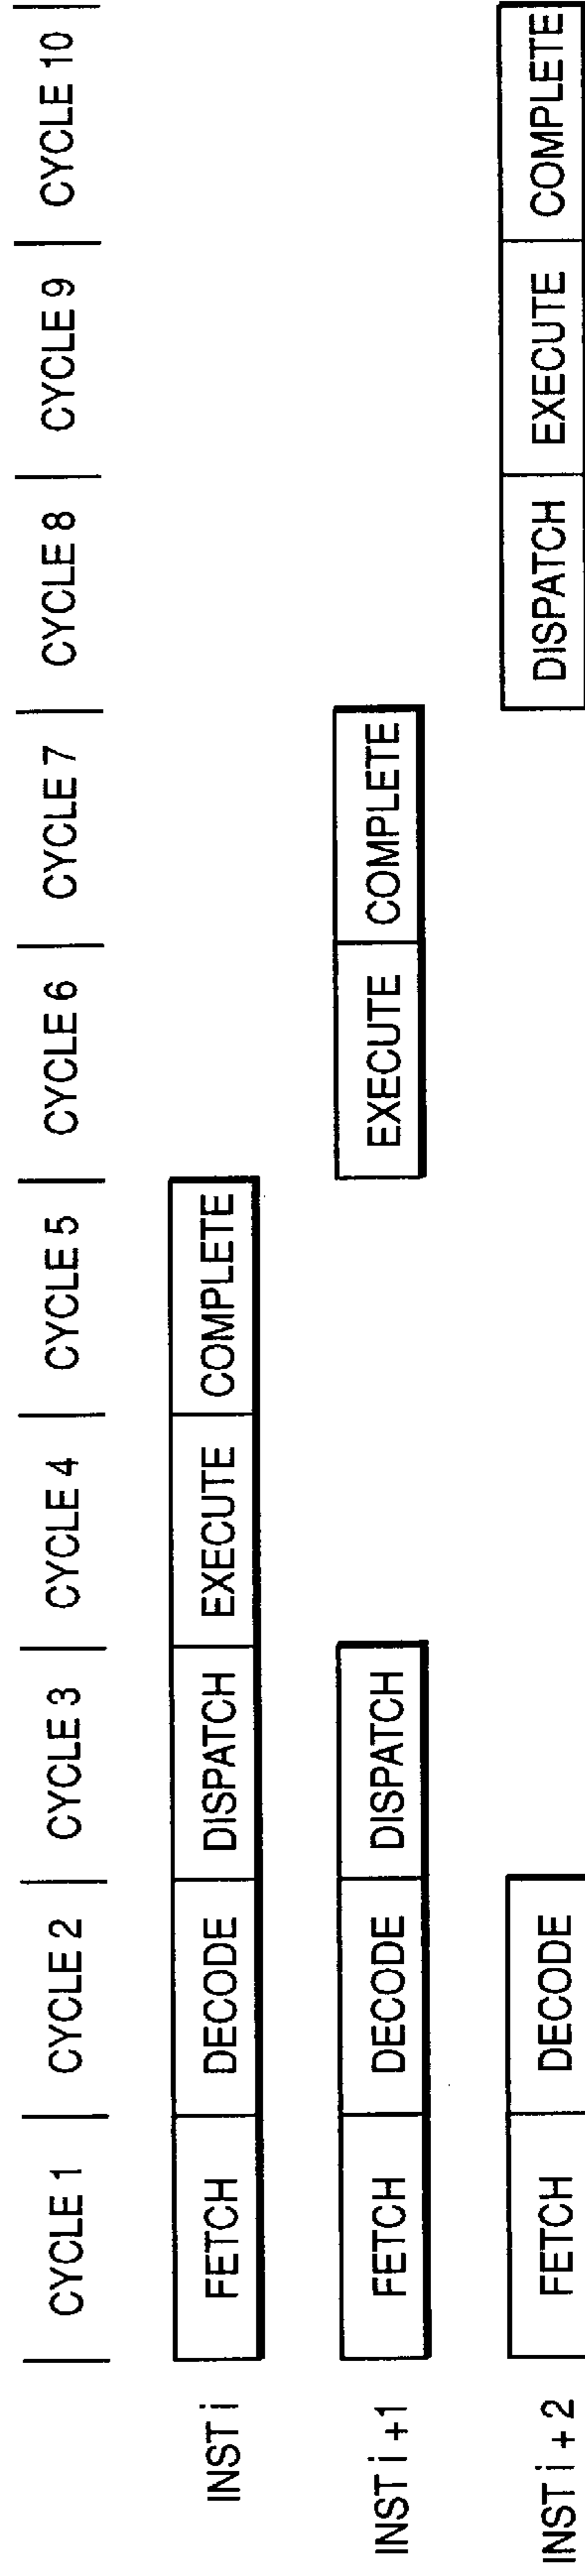 CYCLE 1 CYCLE 2 CYCLE 3 CYCLE 4 CYCLE 5 CYCLE 6 CYCLE 7 CYCLE 8 CYCLE 9 CYCLE 10
INST i FETCH DECODE DISPATCH EXECUTE COMPLETE
INST i +1 FETCH DECODE DISPATCH EXECUTE COMPLETE
INST i + 2 FETCH DECODE DISPATCH EXECUTE COMPLETE